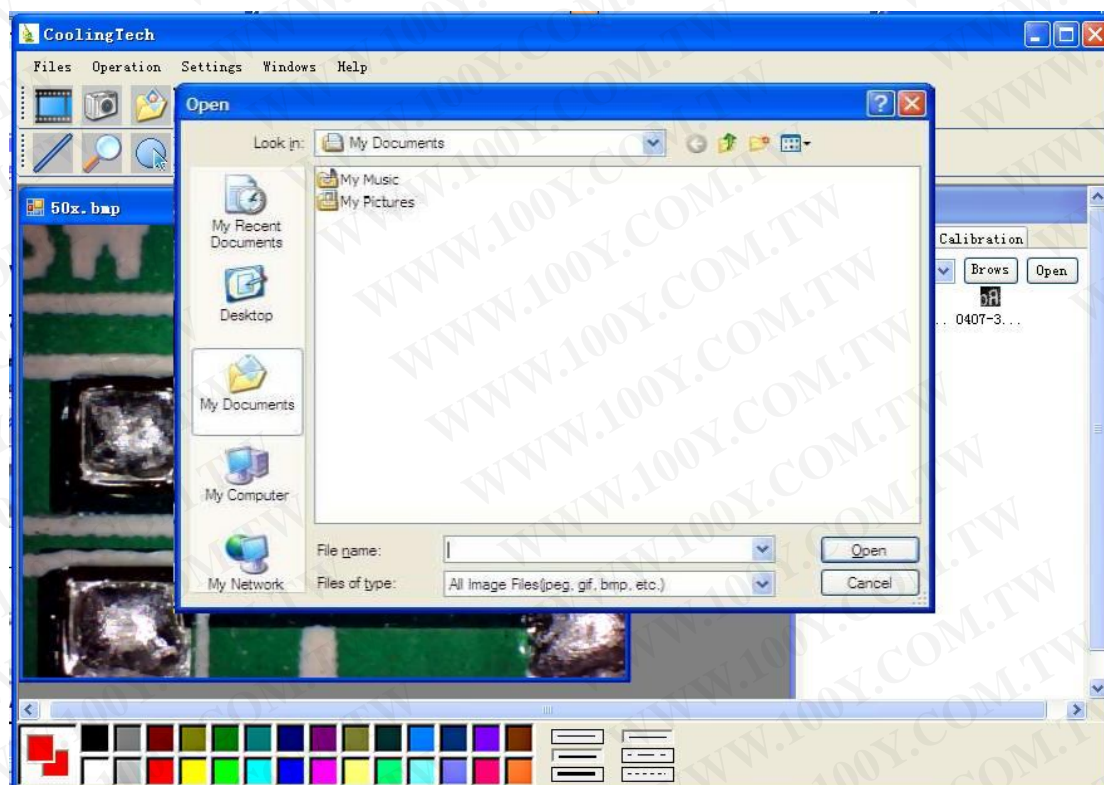 CoolingTech
Files Operation Settings Windows Help
Open
Look in: My Documents
My Music
My Pictures
My Recent
Documents
Desktop
My Documents
My Computer
My Network
File name:
Open
Files of type: All Image Files(jpeg, gif, bmp, etc.)
Cancel
50x.bmp
Calibration
Brows Open
.. 0407-3...
WWW.100Y.COM.TW